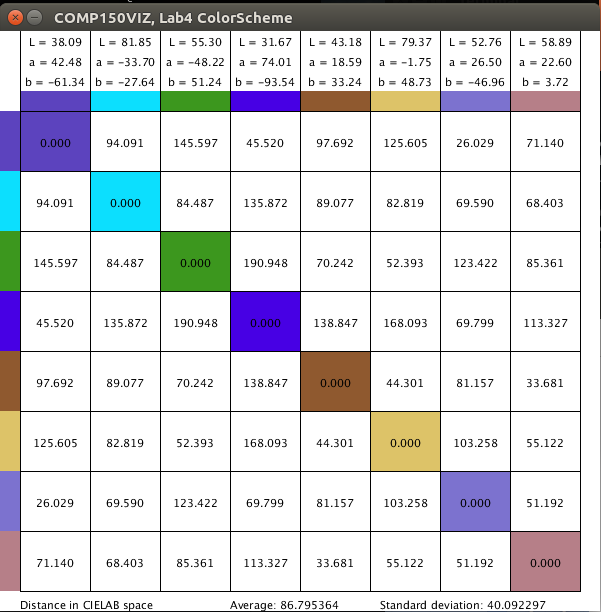 COMP150VIZ, Lab4 ColorScheme
L = 38.09 L = 81.85 L = 55.30 L = 31.67 L = 43.18 L = 79.37 L = 52.76 L = 58.89
a = 42.48 a = −33.70 a = −48.22 a = 74.01 a = 18.59 a = −1.75 a = 26.50 a = 22.60
b = −61.34 b = −27.64 b = 51.24 b = −93.54 b = 33.24 b = 48.73 b = −46.96 b = 3.72
0.000 94.091 145.597 45.520 97.692 125.605 26.029 71.140
94.091 0.000 84.487 135.872 89.077 82.819 69.590 68.403
145.597 84.487 0.000 190.948 70.242 52.393 123.422 85.361
45.520 135.872 190.948 0.000 138.847 168.093 69.799 113.327
97.692 89.077 70.242 138.847 0.000 44.301 81.157 33.681
125.605 82.819 52.393 168.093 44.301 0.000 103.258 55.122
26.029 69.590 123.422 69.799 81.157 103.258 0.000 51.192
71.140 68.403 85.361 113.327 33.681 55.122 51.192 0.000
Distance in CIELAB space Average: 86.795364 Standard deviation: 40.092297